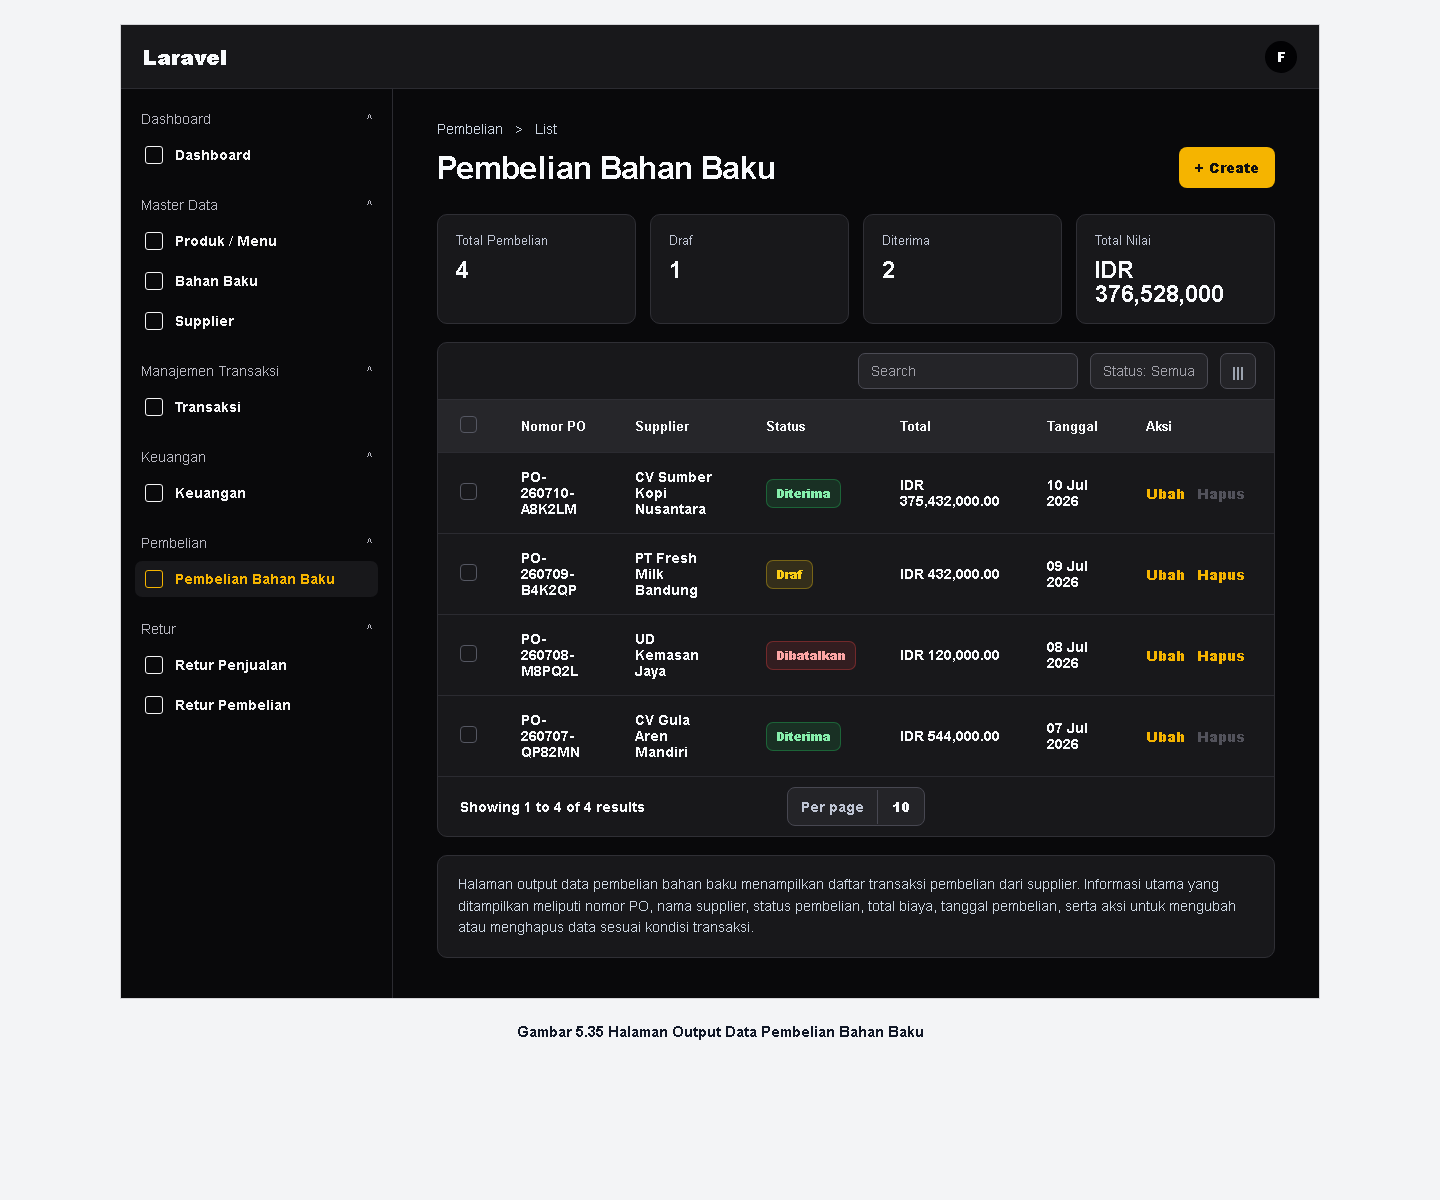 Laravel
F
Dashboard ^
Dashboard
Master Data ^
Produk / Menu
Bahan Baku
Supplier
Manajemen Transaksi ^
Transaksi
Keuangan ^
Keuangan
Pembelian ^
Pembelian Bahan Baku
Retur ^
Retur Penjualan
Retur Pembelian
Pembelian > List
Pembelian Bahan Baku
+ Create
Total Pembelian
4
Draf
1
Diterima
2
Total Nilai
IDR
376,528,000
Search
Status: Semua
|||
Nomor PO Supplier Status Total Tanggal Aksi
PO-
260710-
A8K2LM
CV Sumber
Kopi
Nusantara
Diterima
IDR
375,432,000.00
10 Jul
2026
Ubah Hapus
PO-
260709-
B4K2QP
PT Fresh
Milk
Bandung
Draf
IDR 432,000.00
09 Jul
2026
Ubah Hapus
PO-
260708-
M8PQ2L
UD
Kemasan
Jaya
Dibatalkan
IDR 120,000.00
08 Jul
2026
Ubah Hapus
PO-
260707-
QP82MN
CV Gula
Aren
Mandiri
Diterima
IDR 544,000.00
07 Jul
2026
Ubah Hapus
Showing 1 to 4 of 4 results
Per page 10
Halaman output data pembelian bahan baku menampilkan daftar transaksi pembelian dari supplier. Informasi utama yang
ditampilkan meliputi nomor PO, nama supplier, status pembelian, total biaya, tanggal pembelian, serta aksi untuk mengubah
atau menghapus data sesuai kondisi transaksi.
Gambar 5.35 Halaman Output Data Pembelian Bahan Baku